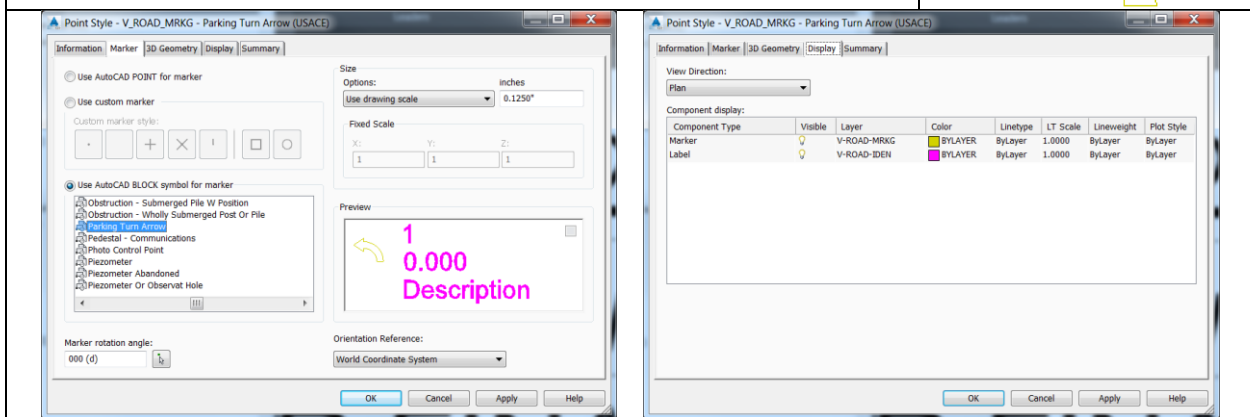 Point Style - V_ROAD_MRKG - Parking Turn Arrow (USACE)
Information Marker 3D Geometry Display Summary
Use AutoCAD POINT for marker
Use custom marker
Custom marker style:
Use AutoCAD BLOCK symbol for marker
Obstruction - Submerged Pile W Position
Obstruction - Wholly Submerged Post Or Pile
Parking Turn Arrow
Pedestal - Communications
Photo Control Point
Piezometer
Piezometer Abandoned
Piezometer Or Observat Hole
Marker rotation angle:
000 (d)
Size
Options: inches
Use drawing scale 0.1250"
Fixed Scale
X: Y: Z:
1 1 1
Preview
1
0.000
Description
Orientation Reference:
World Coordinate System
OK Cancel Apply Help
Point Style - V_ROAD_MRKG - Parking Turn Arrow (USACE)
Information Marker 3D Geometry Display Summary
View Direction:
Plan
Component display:
Component Type Visible Layer Color Linetype LT Scale Lineweight Plot Style
Marker V-ROAD-MRKG BYLAYER ByLayer 1.0000 ByLayer ByLayer
Label V-ROAD-IDEN BYLAYER ByLayer 1.0000 ByLayer ByLayer
OK Cancel Apply Help